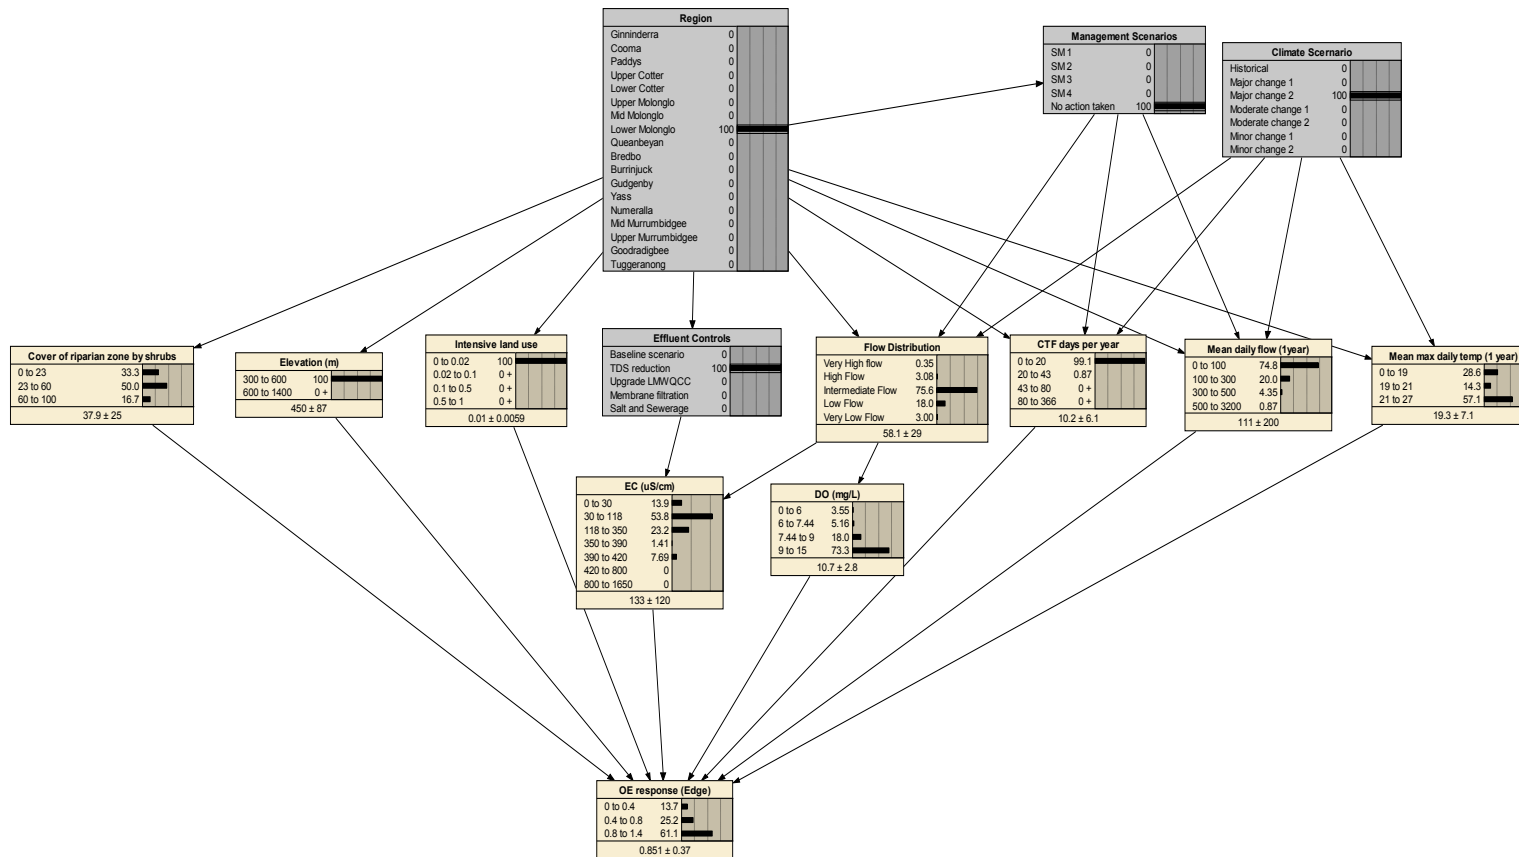 Region
Ginninderra 0
Cooma 0
Paddys 0
Upper Cotter 0
Lower Cotter 0
Upper Molonglo 0
Mid Molonglo 0
Lower Molonglo 100
Queanbeyan 0
Bredbo 0
Burrinjuck 0
Gudgenby 0
Yass 0
Numeralla 0
Mid Murrumbidgee 0
Upper Murrumbidgee 0
Goodradigbee 0
Tuggeranong 0
Management Scenarios
SM 1 0
SM 2 0
SM 3 0
SM 4 0
No action taken 100
Climate Scernario
Historical 0
Major change 1 0
Major change 2 100
Moderate change 1 0
Moderate change 2 0
Minor change 1 0
Minor change 2 0
Cover of riparian zone by shrubs
0 to 23 33.3
23 to 60 50.0
60 to 100 16.7
37.9 ± 25
Elevation (m)
300 to 600 100
600 to 1400 0 +
450 ± 87
Intensive land use
0 to 0.02 100
0.02 to 0.1 0 +
0.1 to 0.5 0 +
0.5 to 1 0 +
0.01 ± 0.0059
Effluent Controls
Baseline scenario 0
TDS reduction 100
Upgrade LMWQCC 0
Membrane filtration 0
Salt and Sewerage 0
Flow Distribution
Very High flow 0.35
High Flow 3.08
Intermediate Flow 75.6
Low Flow 18.0
Very Low Flow 3.00
58.1 ± 29
CTF days per year
0 to 20 99.1
20 to 43 0.87
43 to 80 0 +
80 to 366 0 +
10.2 ± 6.1
Mean daily flow (1year)
0 to 100 74.8
100 to 300 20.0
300 to 500 4.35
500 to 3200 0.87
111 ± 200
Mean max daily temp (1 year)
0 to 19 28.6
19 to 21 14.3
21 to 27 57.1
19.3 ± 7.1
EC (uS/cm)
0 to 30 13.9
30 to 118 53.8
118 to 350 23.2
350 to 390 1.41
390 to 420 7.69
420 to 800 0
800 to 1650 0
133 ± 120
DO (mg/L)
0 to 6 3.55
6 to 7.44 5.16
7.44 to 9 18.0
9 to 15 73.3
10.7 ± 2.8
OE response (Edge)
0 to 0.4 13.7
0.4 to 0.8 25.2
0.8 to 1.4 61.1
0.851 ± 0.37